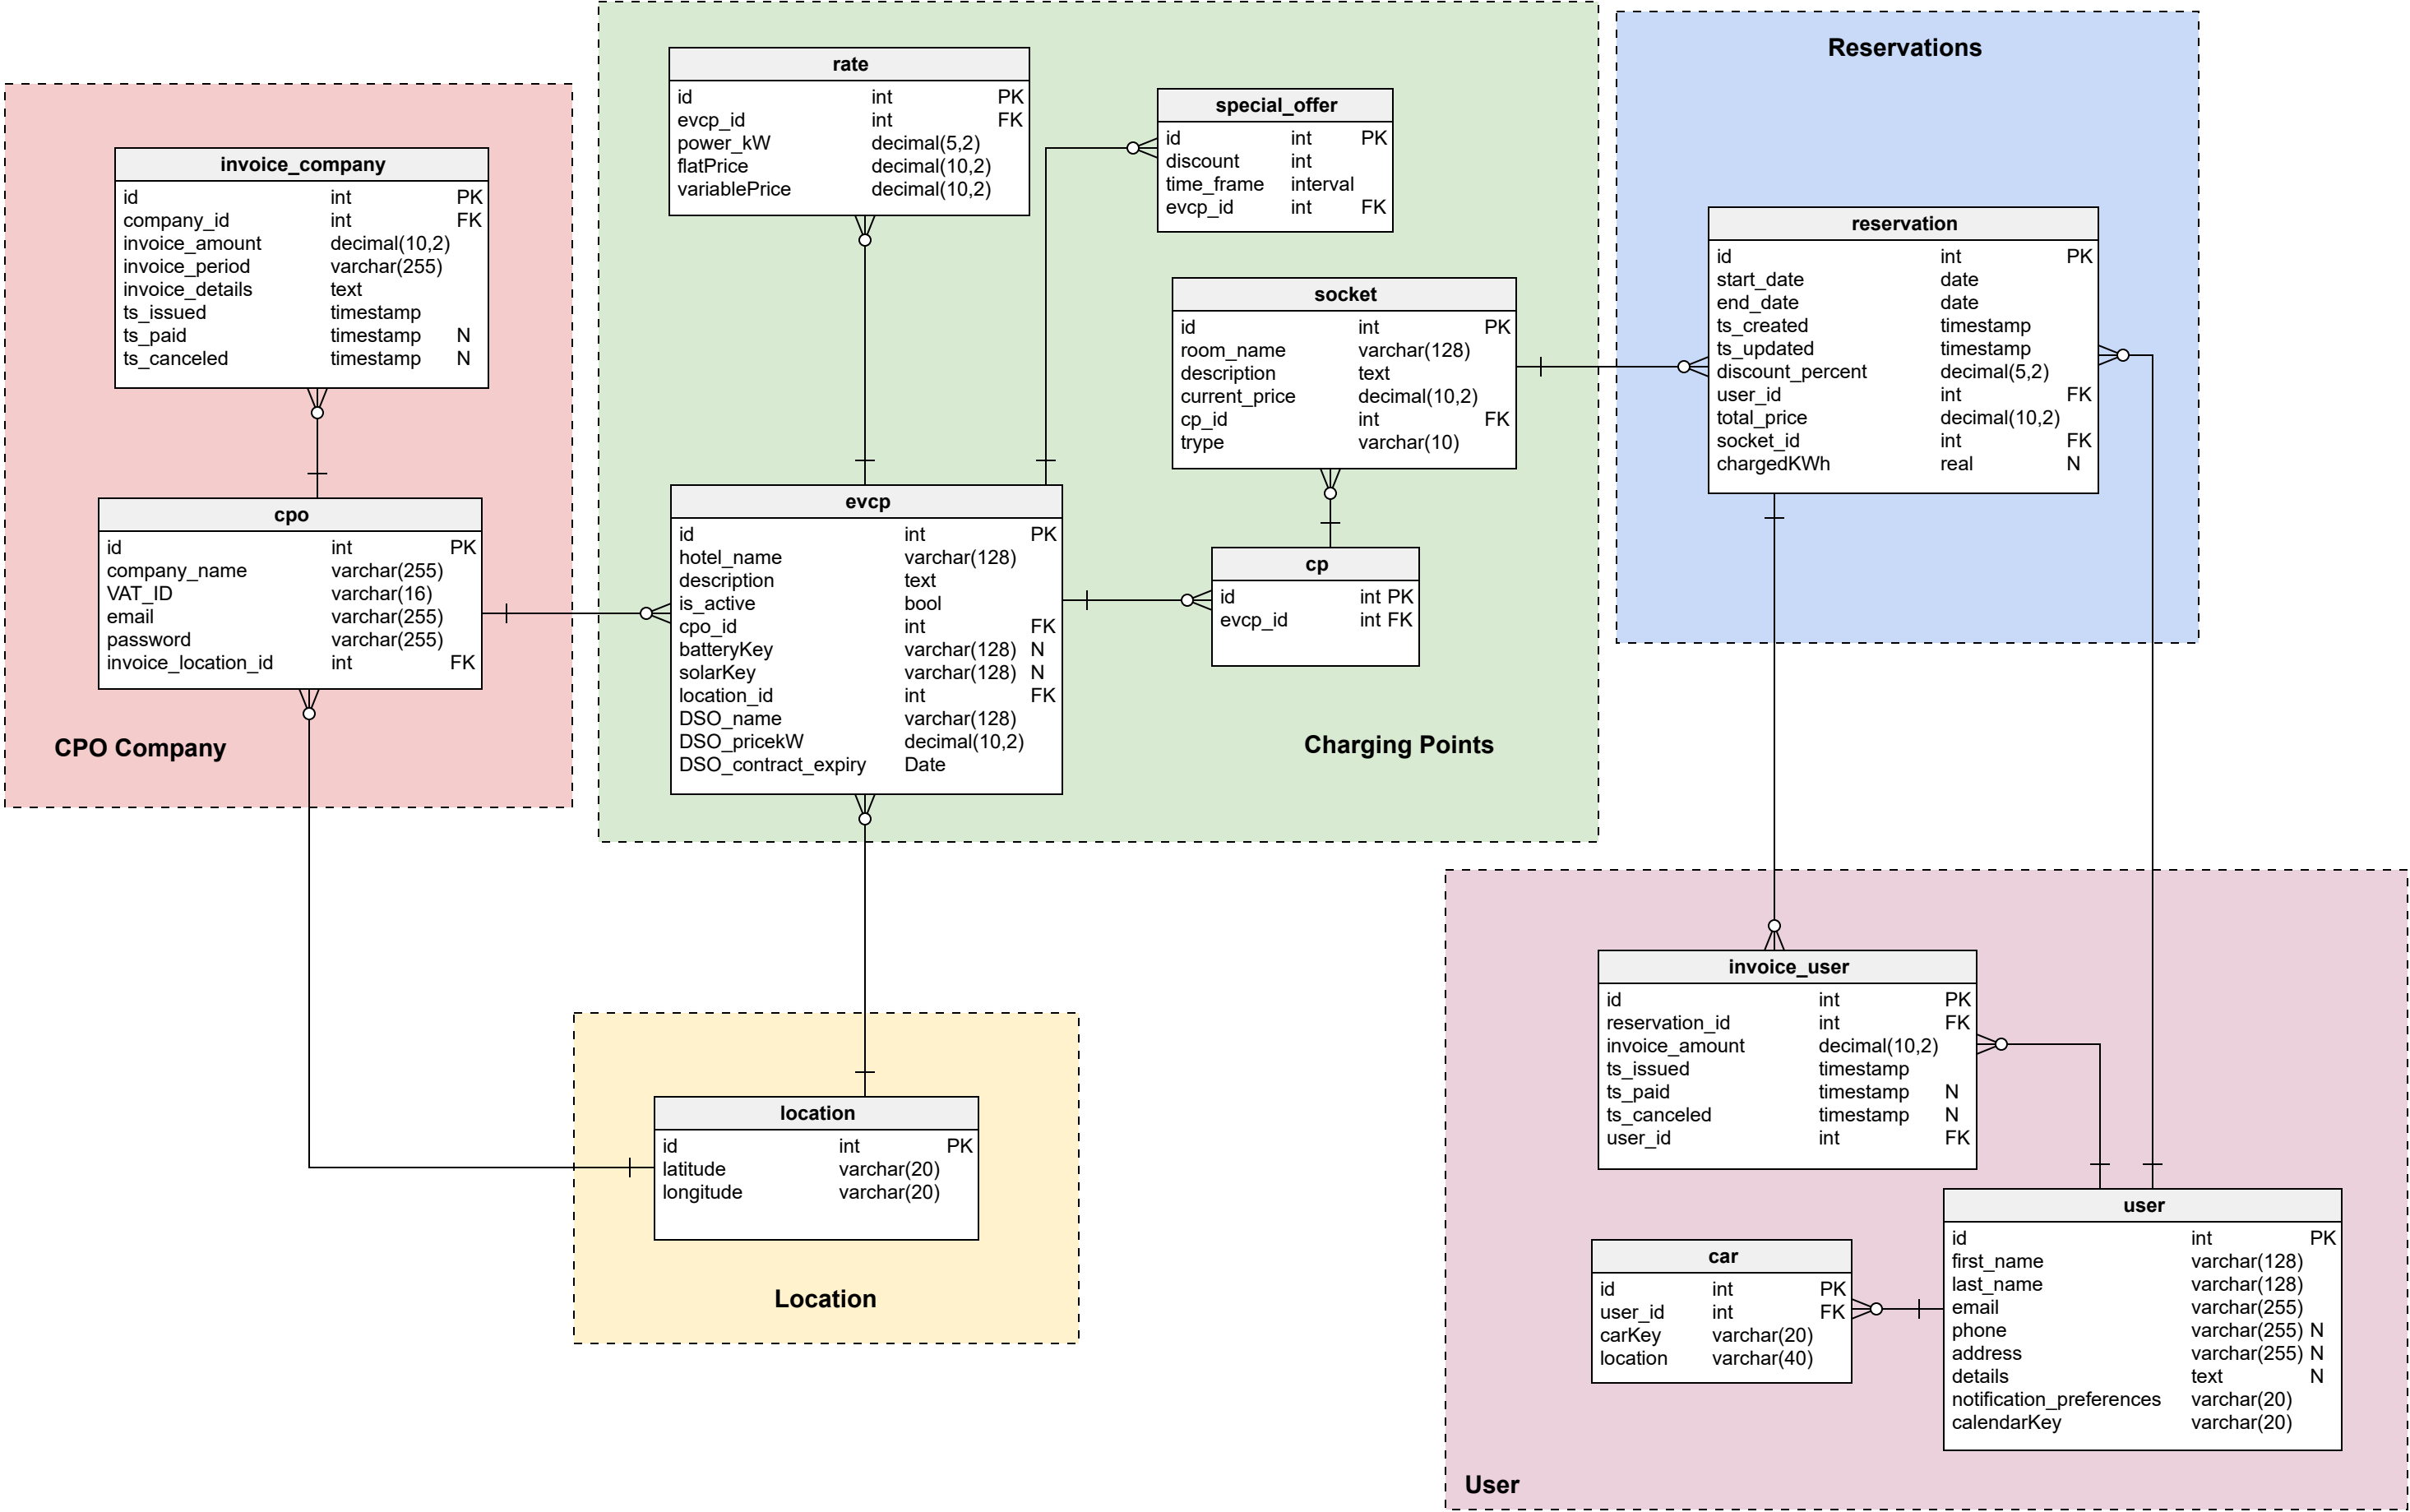 CPO Company
invoice_company
id int PK
company_id int FK
invoice_amount decimal(10,2)
invoice_period varchar(255)
invoice_details text
ts_issued timestamp
ts_paid timestamp N
ts_canceled timestamp N
cpo
id int PK
company_name varchar(255)
VAT_ID varchar(16)
email varchar(255)
password varchar(255)
invoice_location_id int FK
Charging Points
rate
id int PK
evcp_id int FK
power_kW decimal(5,2)
flatPrice decimal(10,2)
variablePrice decimal(10,2)
special_offer
id int PK
discount int
time_frame interval
evcp_id int FK
socket
id int PK
room_name varchar(128)
description text
current_price decimal(10,2)
cp_id int FK
trype varchar(10)
evcp
id int PK
hotel_name varchar(128)
description text
is_active bool
cpo_id int FK
batteryKey varchar(128) N
solarKey varchar(128) N
location_id int FK
DSO_name varchar(128)
DSO_pricekW decimal(10,2)
DSO_contract_expiry Date
cp
id int PK
evcp_id int FK
Reservations
reservation
id int PK
start_date date
end_date date
ts_created timestamp
ts_updated timestamp
discount_percent decimal(5,2)
user_id int FK
total_price decimal(10,2)
socket_id int FK
chargedKWh real N
location
id int PK
latitude varchar(20)
longitude varchar(20)
Location
invoice_user
id int PK
reservation_id int FK
invoice_amount decimal(10,2)
ts_issued timestamp
ts_paid timestamp N
ts_canceled timestamp N
user_id int FK
car
id int PK
user_id int FK
carKey varchar(20)
location varchar(40)
user
id int PK
first_name varchar(128)
last_name varchar(128)
email varchar(255)
phone varchar(255) N
address varchar(255) N
details text N
notification_preferences varchar(20)
calendarKey varchar(20)
User